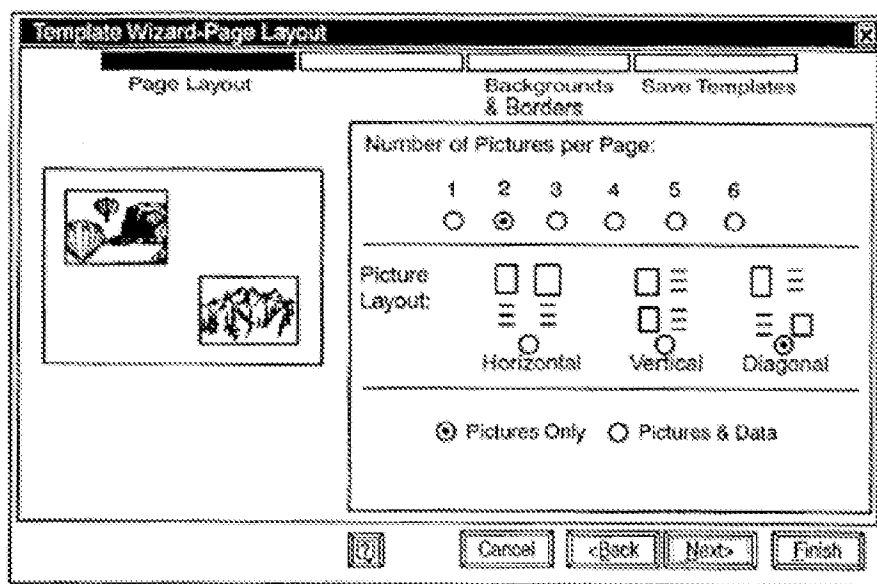 Template Wizard-Page Layout
Page Layout
Backgrounds
& Borders
Save Templates
Number of Pictures per Page:
1 2 3 4 5 6
Picture
Layout:
Horizontal Vertical Diagonal
Pictures Only Pictures & Data
Cancel <Back Next> Finish